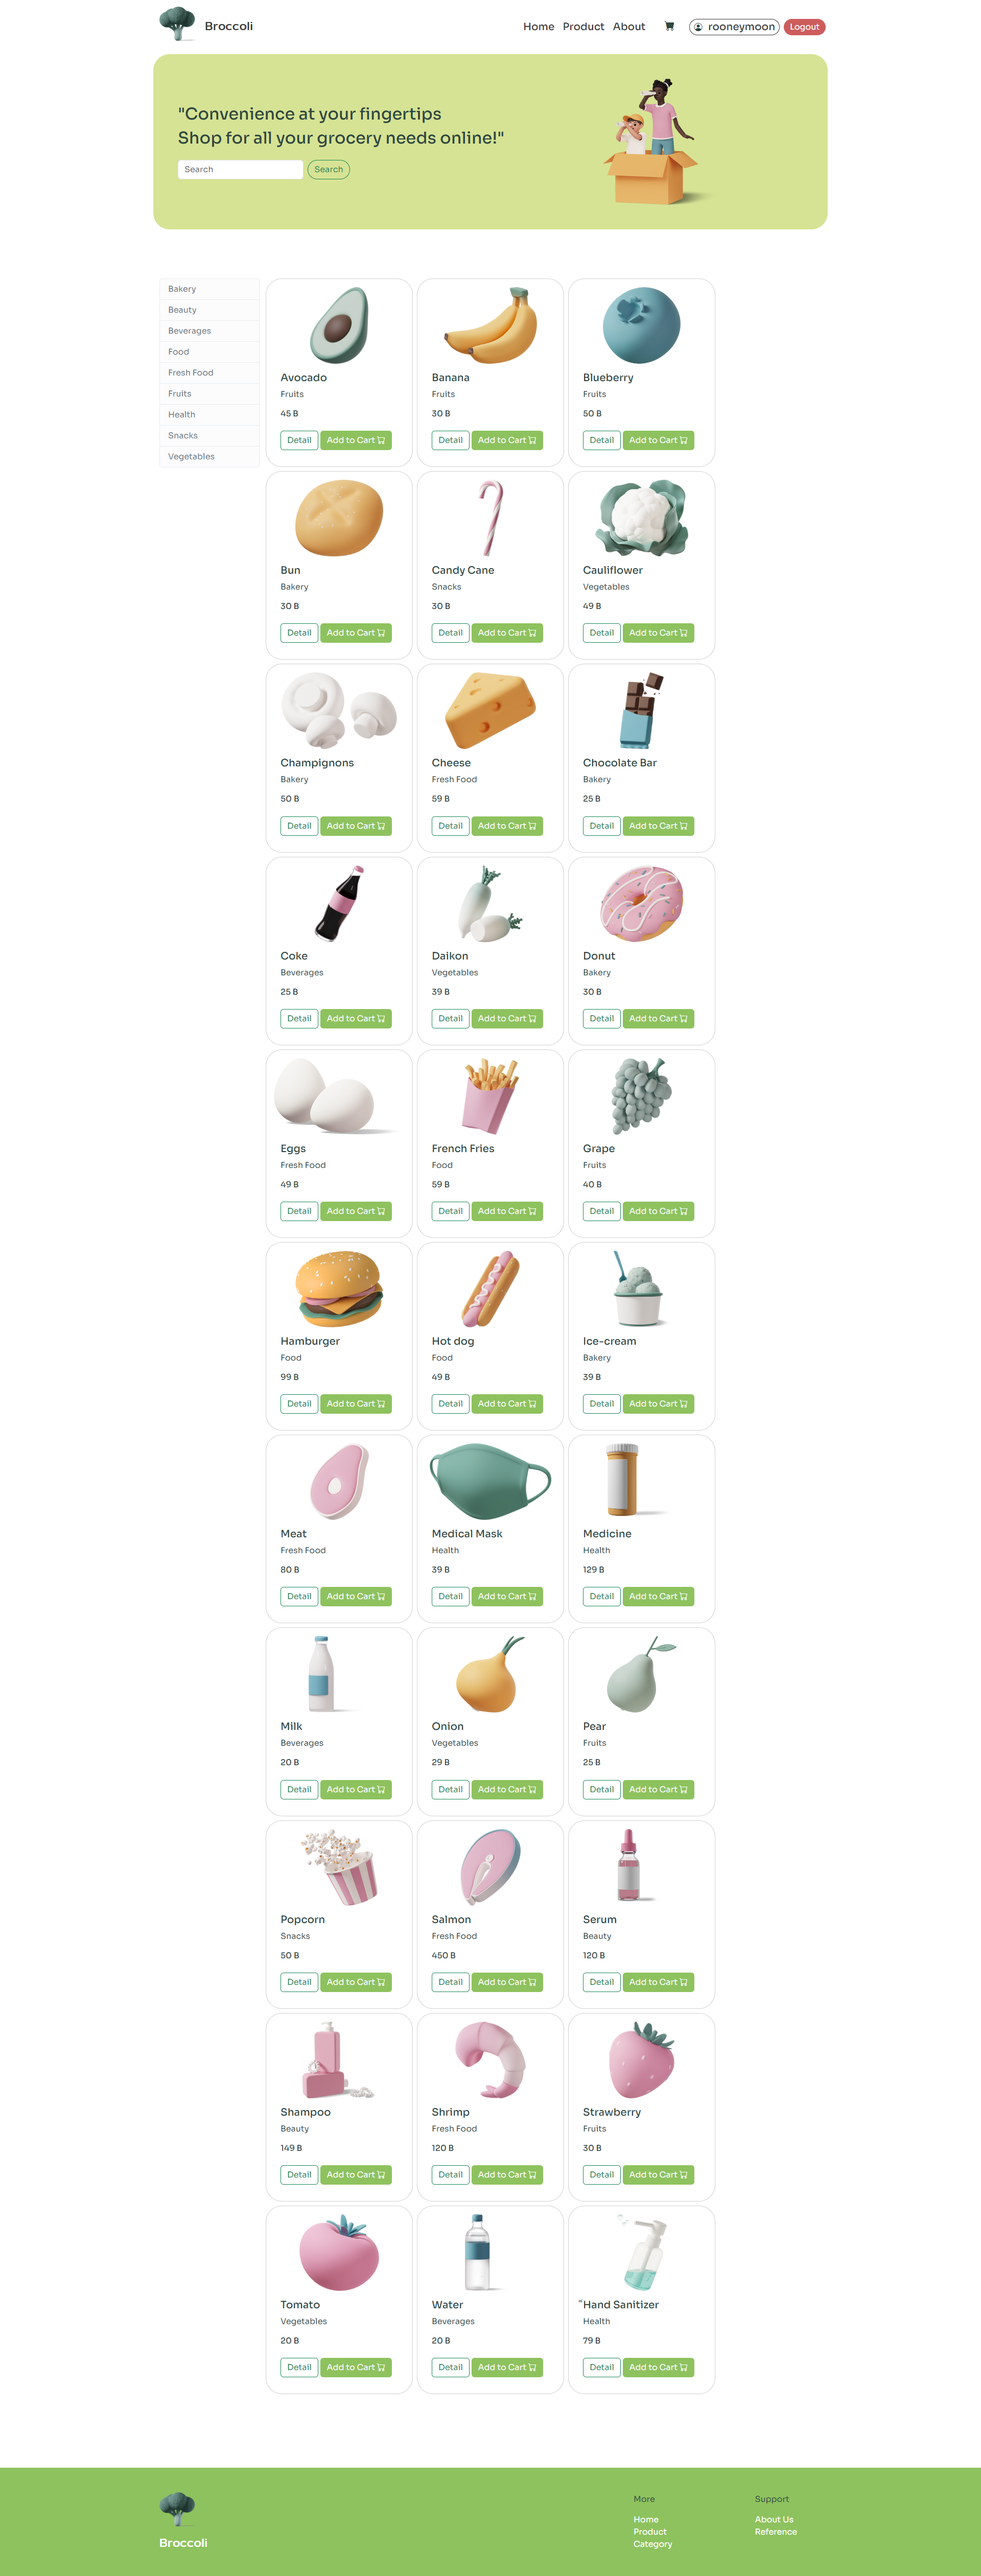 Broccoli
Home Product About rooneymoon Logout
"Convenience at your fingertips
Shop for all your grocery needs online!"
Search Search
Bakery
Beauty
Beverages
Food
Fresh Food
Fruits
Health
Snacks
Vegetables
Avocado
Fruits
45 B
Detail Add to Cart
Banana
Fruits
30 B
Detail Add to Cart
Blueberry
Fruits
50 B
Detail Add to Cart
Bun
Bakery
30 B
Detail Add to Cart
Candy Cane
Snacks
30 B
Detail Add to Cart
Cauliflower
Vegetables
49 B
Detail Add to Cart
Champignons
Bakery
50 B
Detail Add to Cart
Cheese
Fresh Food
59 B
Detail Add to Cart
Chocolate Bar
Bakery
25 B
Detail Add to Cart
Coke
Beverages
25 B
Detail Add to Cart
Daikon
Vegetables
39 B
Detail Add to Cart
Donut
Bakery
30 B
Detail Add to Cart
Eggs
Fresh Food
49 B
Detail Add to Cart
French Fries
Food
59 B
Detail Add to Cart
Grape
Fruits
40 B
Detail Add to Cart
Hamburger
Food
99 B
Detail Add to Cart
Hot dog
Food
49 B
Detail Add to Cart
Ice-cream
Bakery
39 B
Detail Add to Cart
Meat
Fresh Food
80 B
Detail Add to Cart
Medical Mask
Health
39 B
Detail Add to Cart
Medicine
Health
129 B
Detail Add to Cart
Milk
Beverages
20 B
Detail Add to Cart
Onion
Vegetables
29 B
Detail Add to Cart
Pear
Fruits
25 B
Detail Add to Cart
Popcorn
Snacks
50 B
Detail Add to Cart
Salmon
Fresh Food
450 B
Detail Add to Cart
Serum
Beauty
120 B
Detail Add to Cart
Shampoo
Beauty
149 B
Detail Add to Cart
Shrimp
Fresh Food
120 B
Detail Add to Cart
Strawberry
Fruits
30 B
Detail Add to Cart
Tomato
Vegetables
20 B
Detail Add to Cart
Water
Beverages
20 B
Detail Add to Cart
Hand Sanitizer
Health
79 B
Detail Add to Cart
Broccoli
More
Home
Product
Category
Support
About Us
Reference